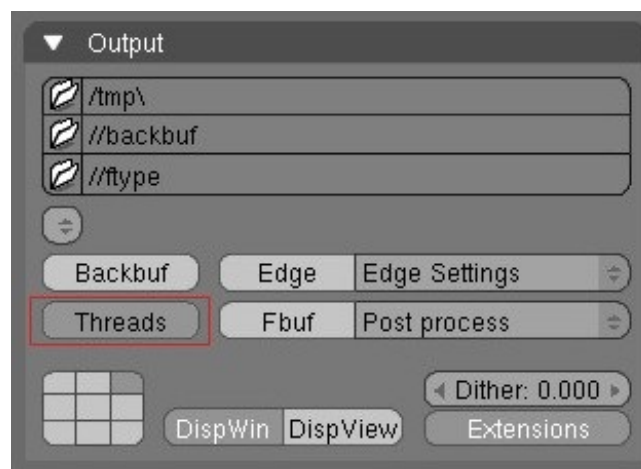 Output
/tmp\
//backbuf
//ftype
Backbuf Edge Edge Settings
Threads Fbuf Post process
Dither: 0.000
DispWin DispView Extensions